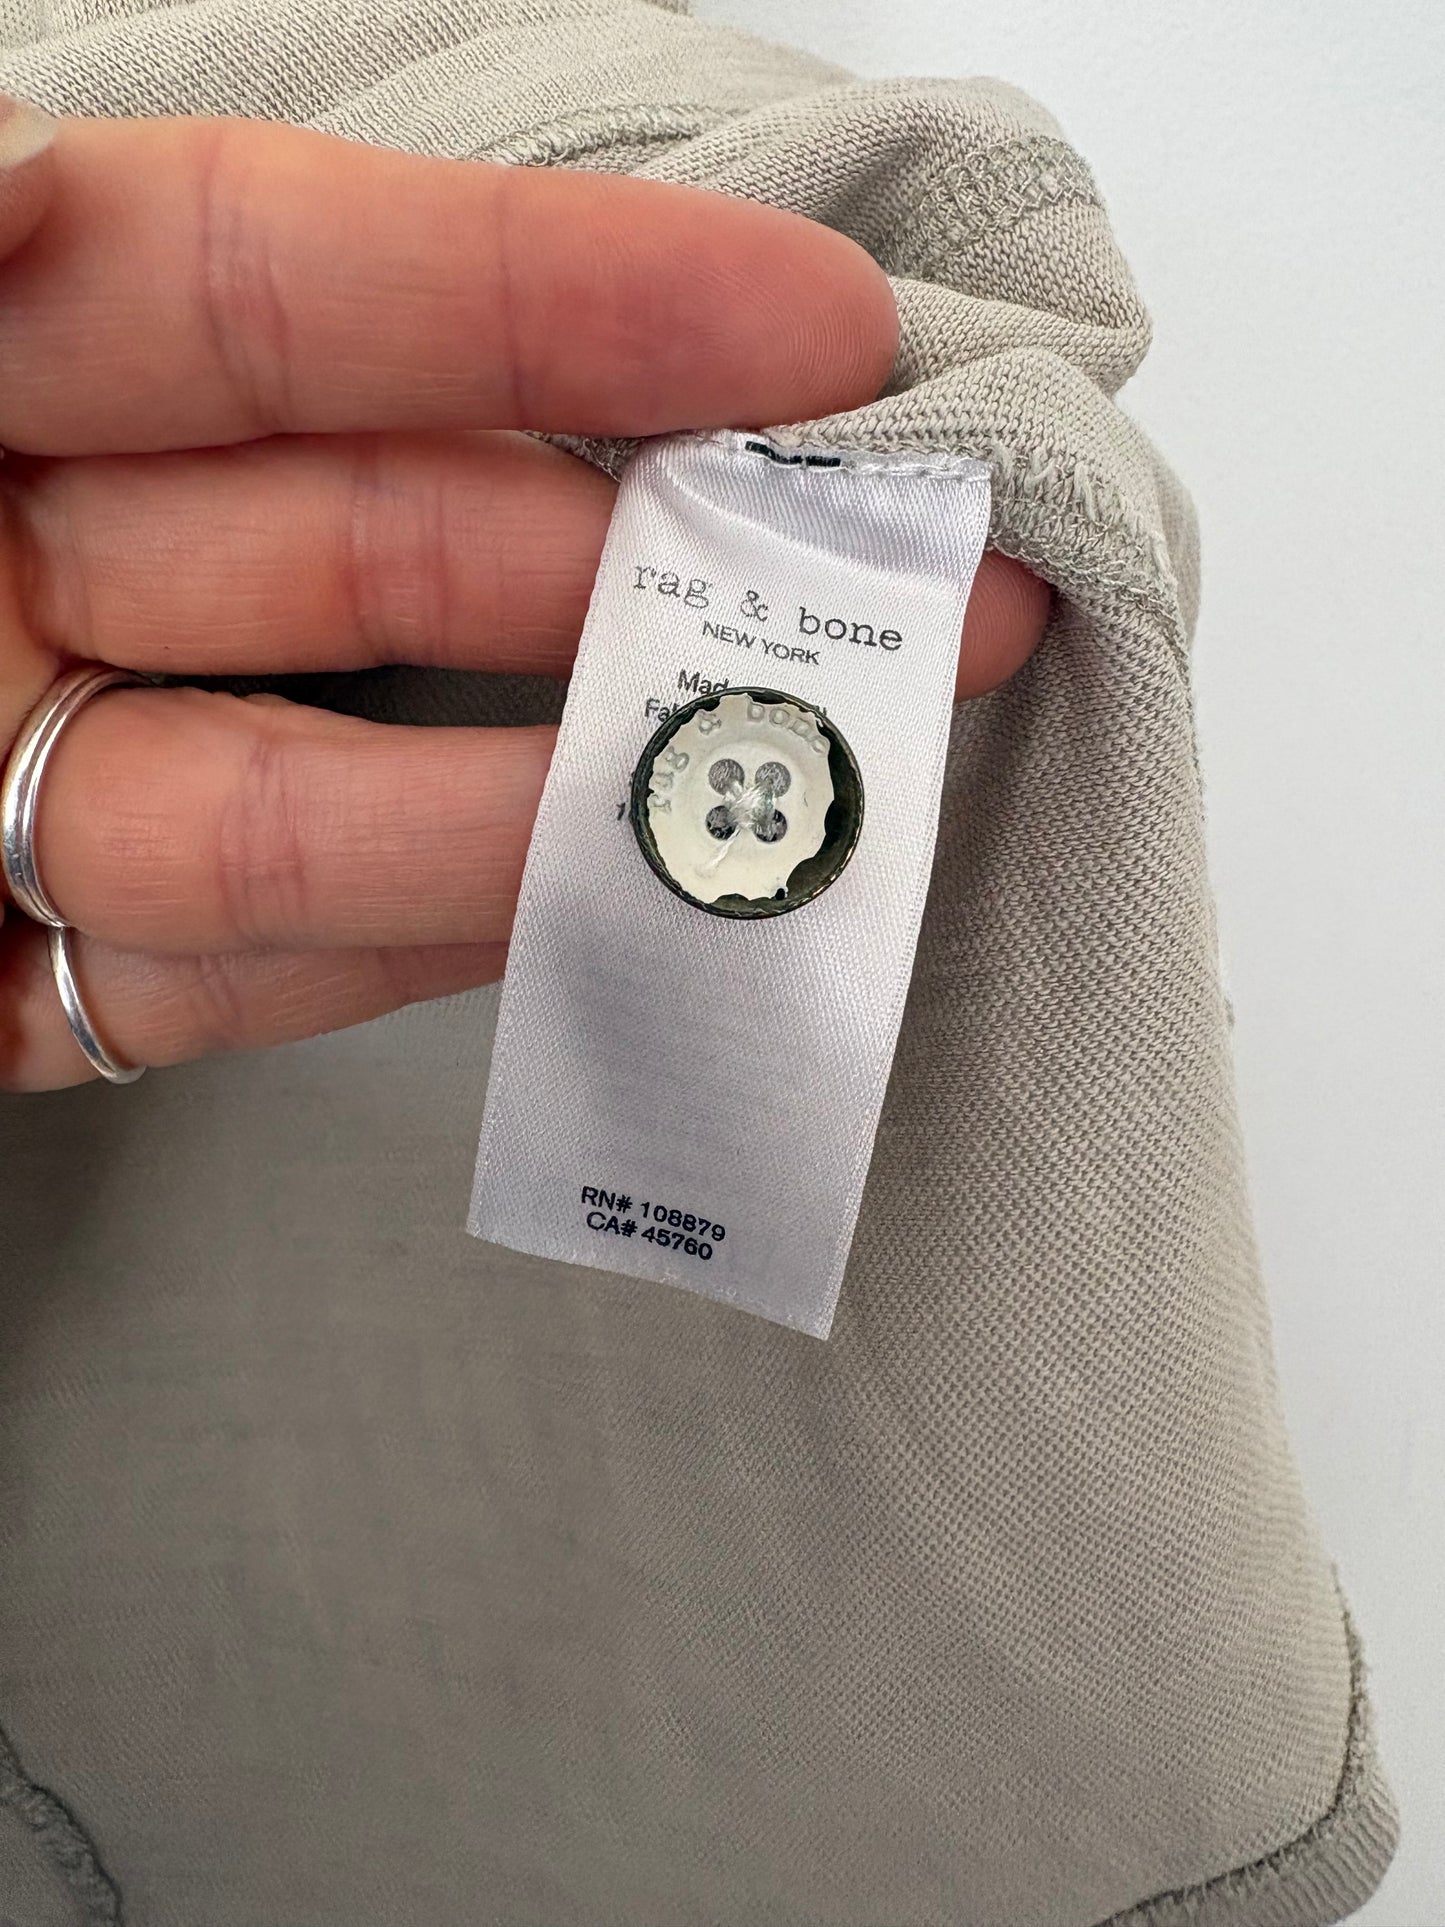 rag & bone
NEW YORK
rag & bone
RN# 108879
CA# 45760